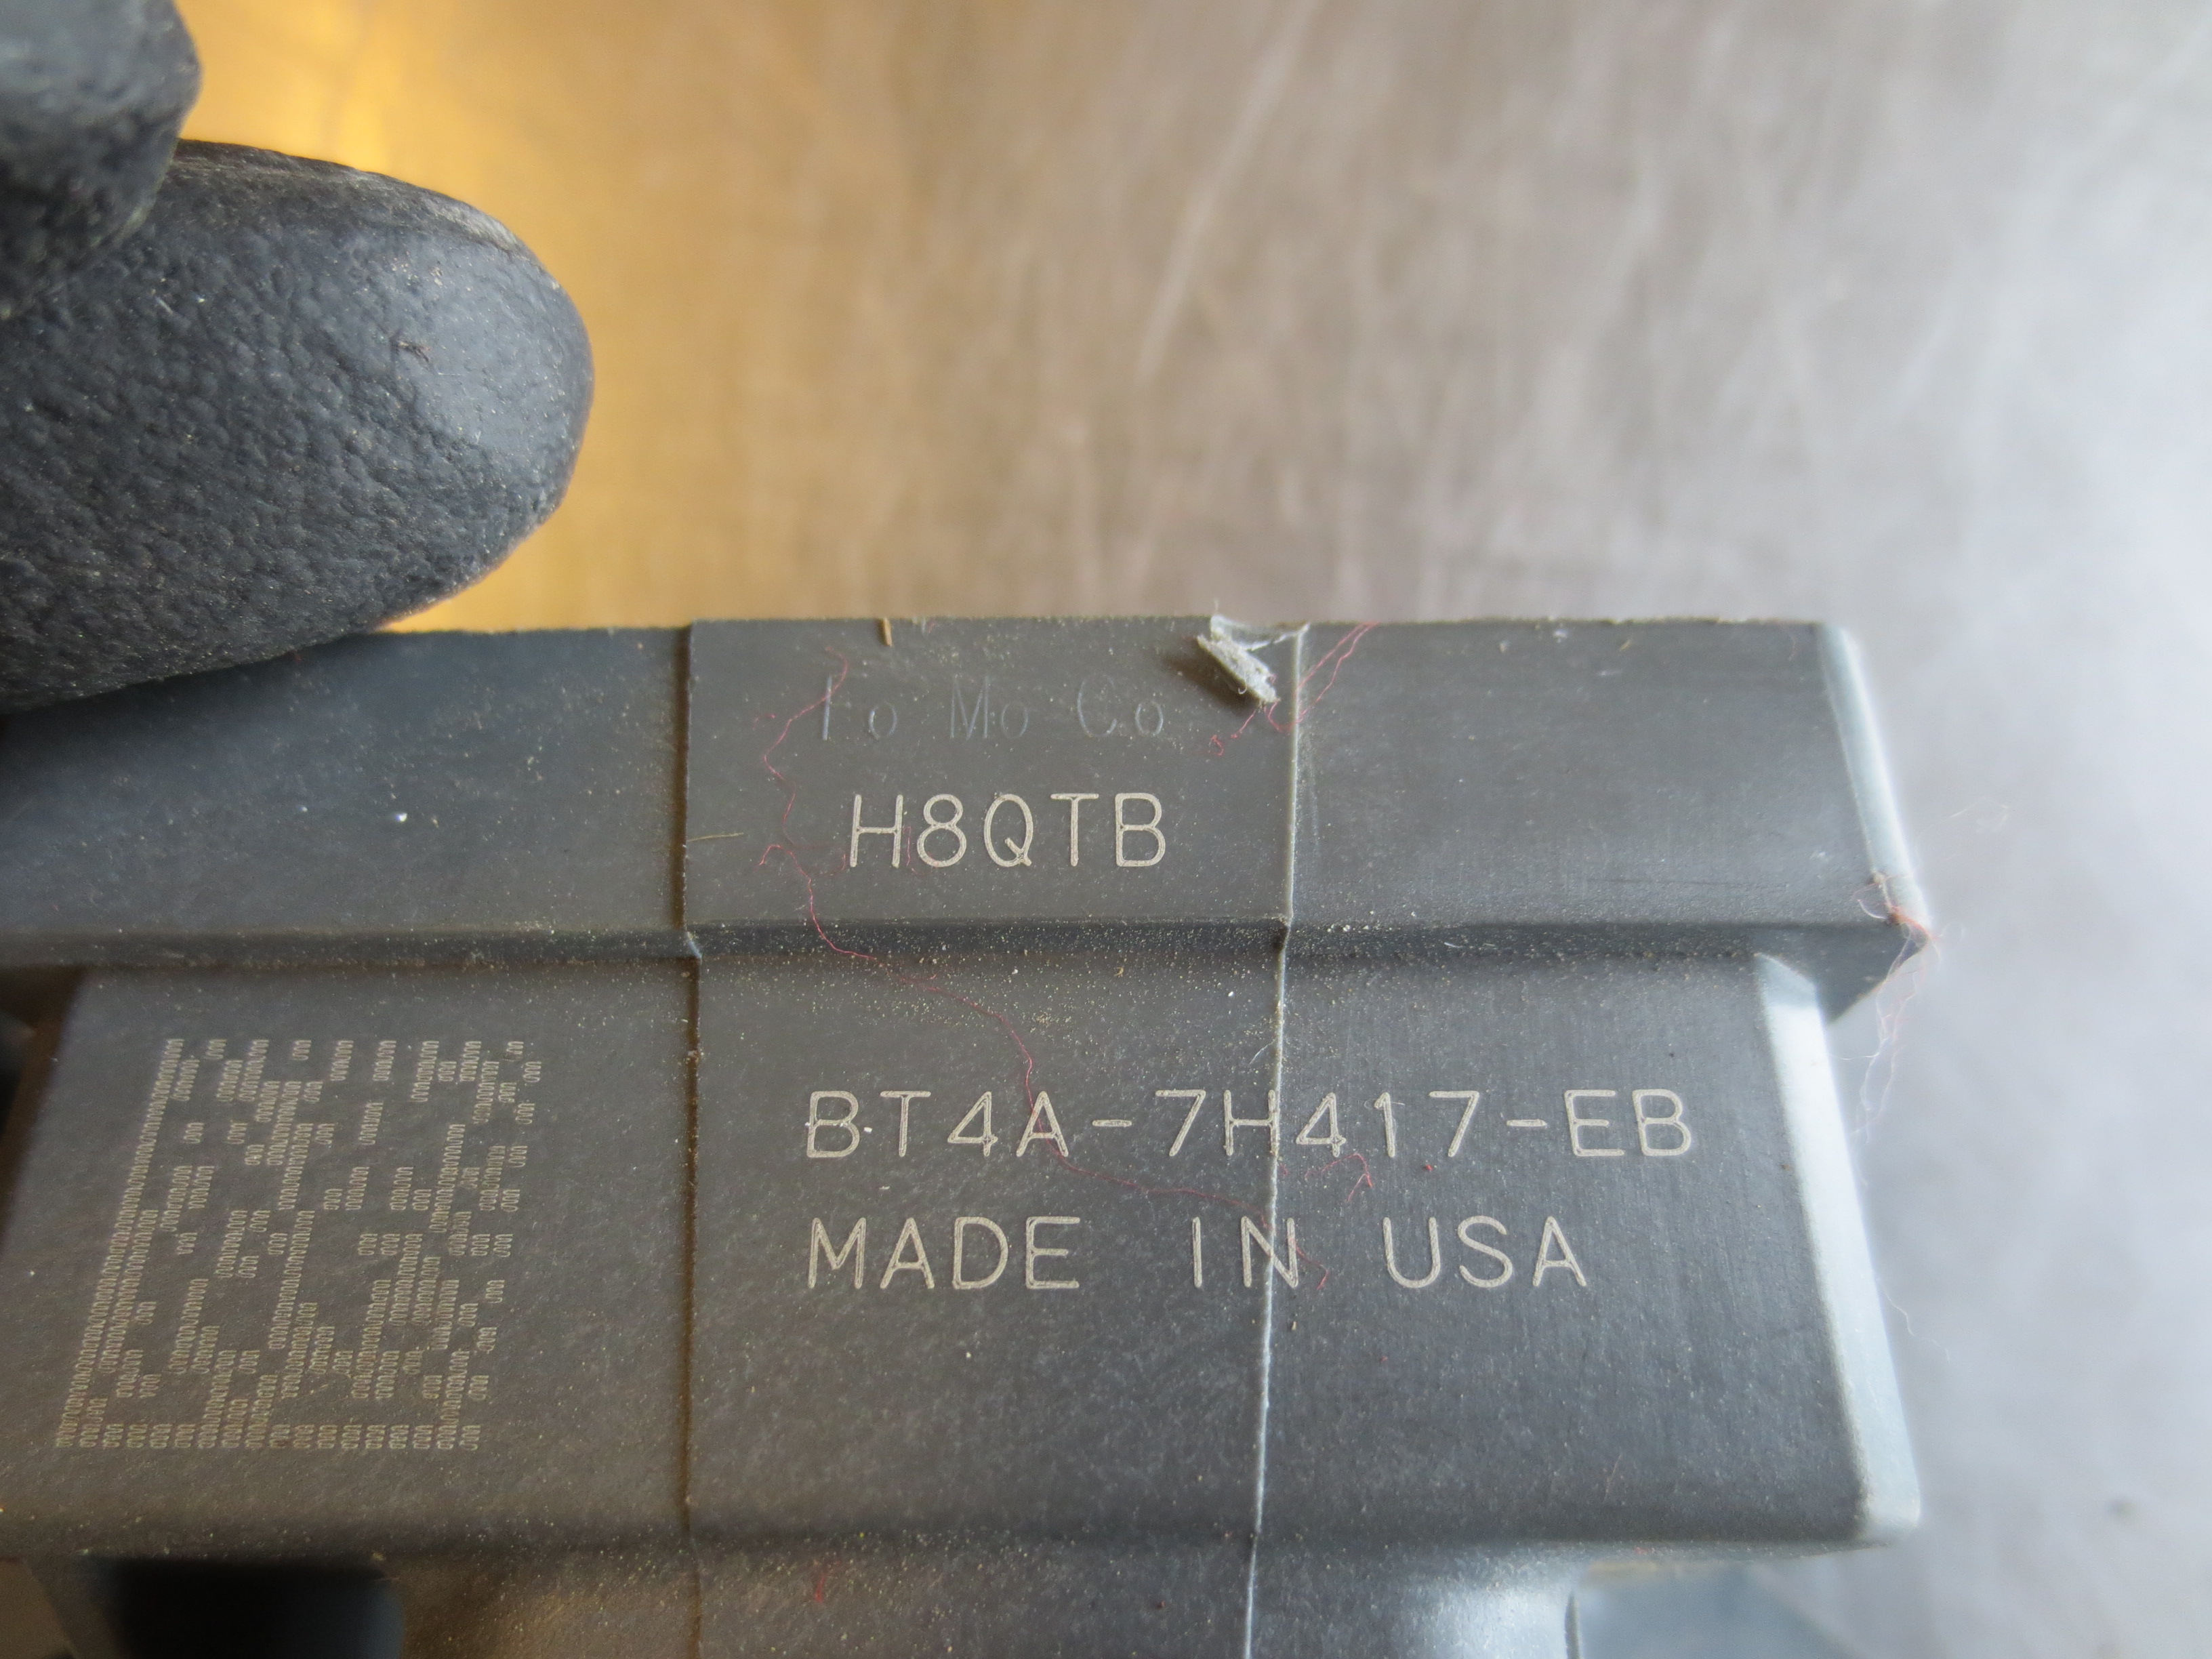 Fo Mo Co
H8QTB
BT4A-7H417-EB
MADE IN USA